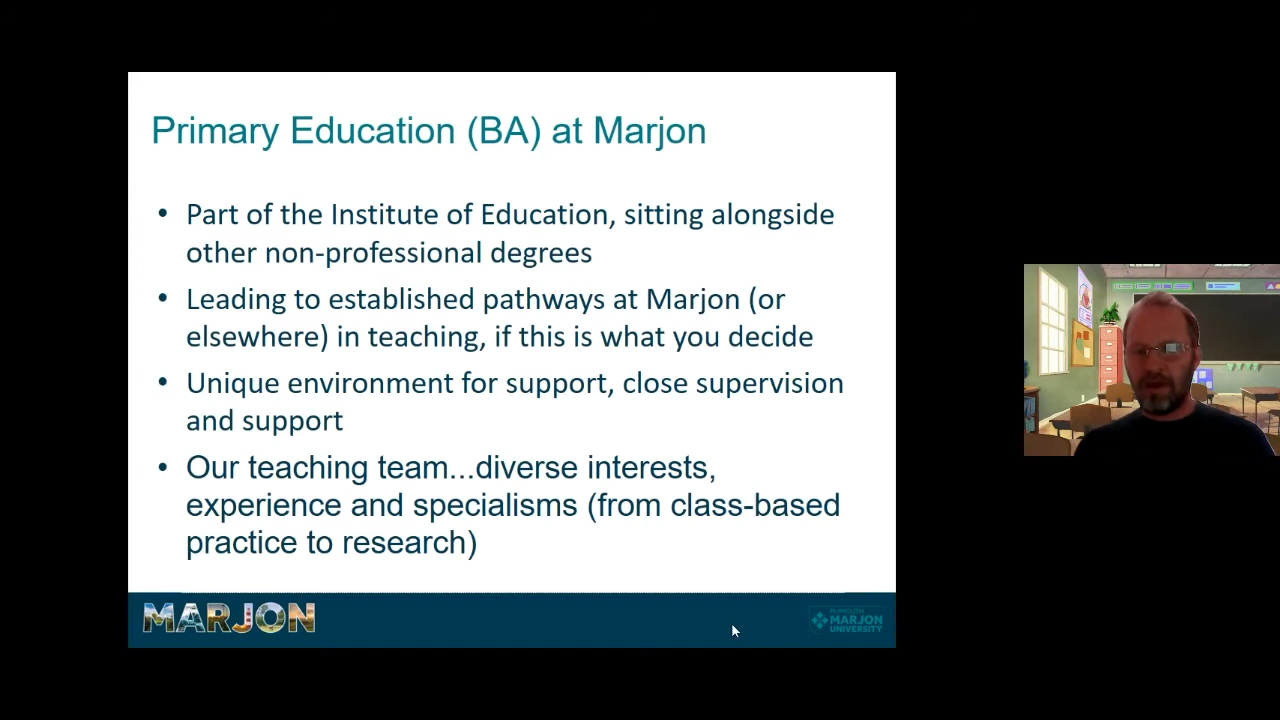 Primary Education (BA) at Marjon
• Part of the Institute of Education, sitting alongside
other non-professional degrees
• Leading to established pathways at Marjon (or
elsewhere) in teaching, if this is what you decide
• Unique environment for support, close supervision
and support
• Our teaching team...diverse interests,
experience and specialisms (from class-based
practice to research)
MARJON
PLYMOUTH
MARJON
UNIVERSITY